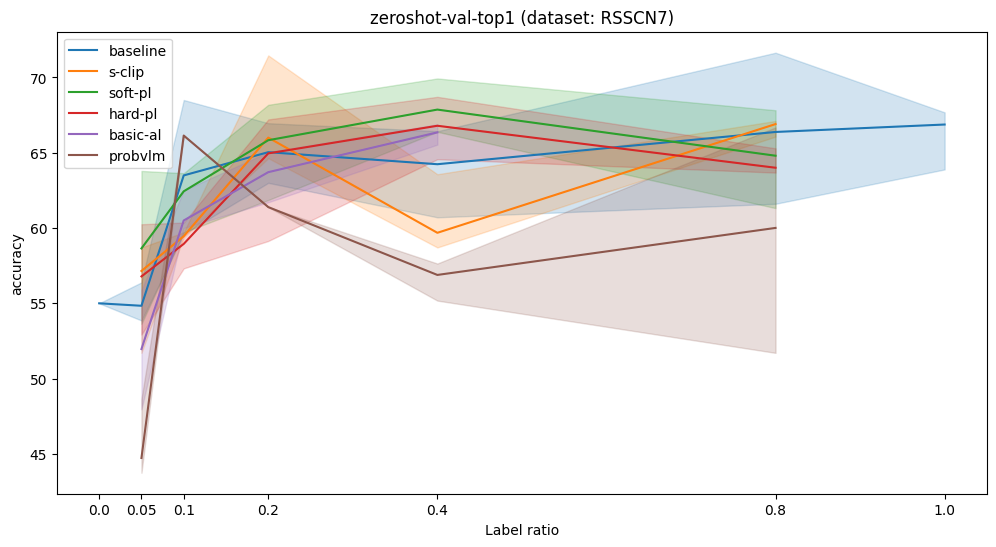 zeroshot-val-top1 (dataset: RSSCN7)
baseline
s-clip
soft-pl
hard-pl
basic-al
probvlm
accuracy
70
65
60
55
50
45
0.0 0.05 0.1 0.2 0.4 0.8 1.0
Label ratio